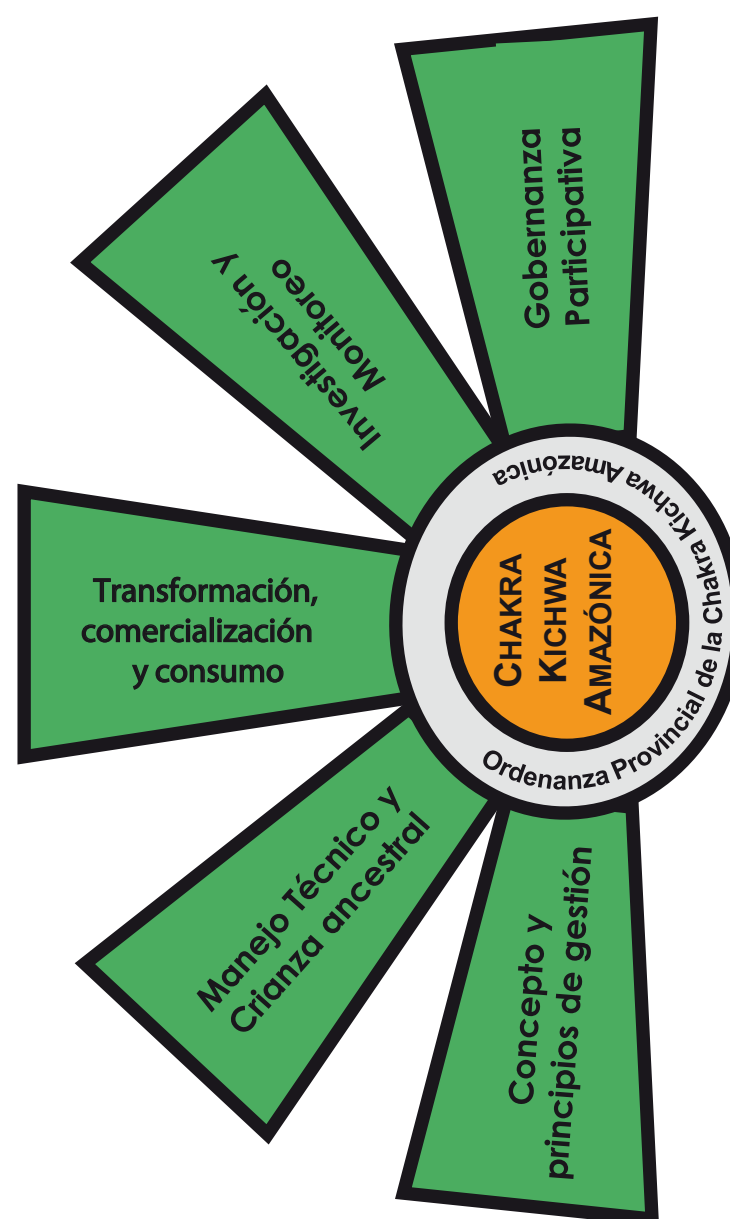 Concepto y
principios de gestión
Manejo Técnico y
Crianza ancestral
Transformación,
comercialización
y consumo
Investigación y
Monitoreo
Gobernanza
Participativa
Ordenanza Provincial de la Chakra Kichwa Amazónica
CHAKRA
KICHWA
AMAZÓNICA